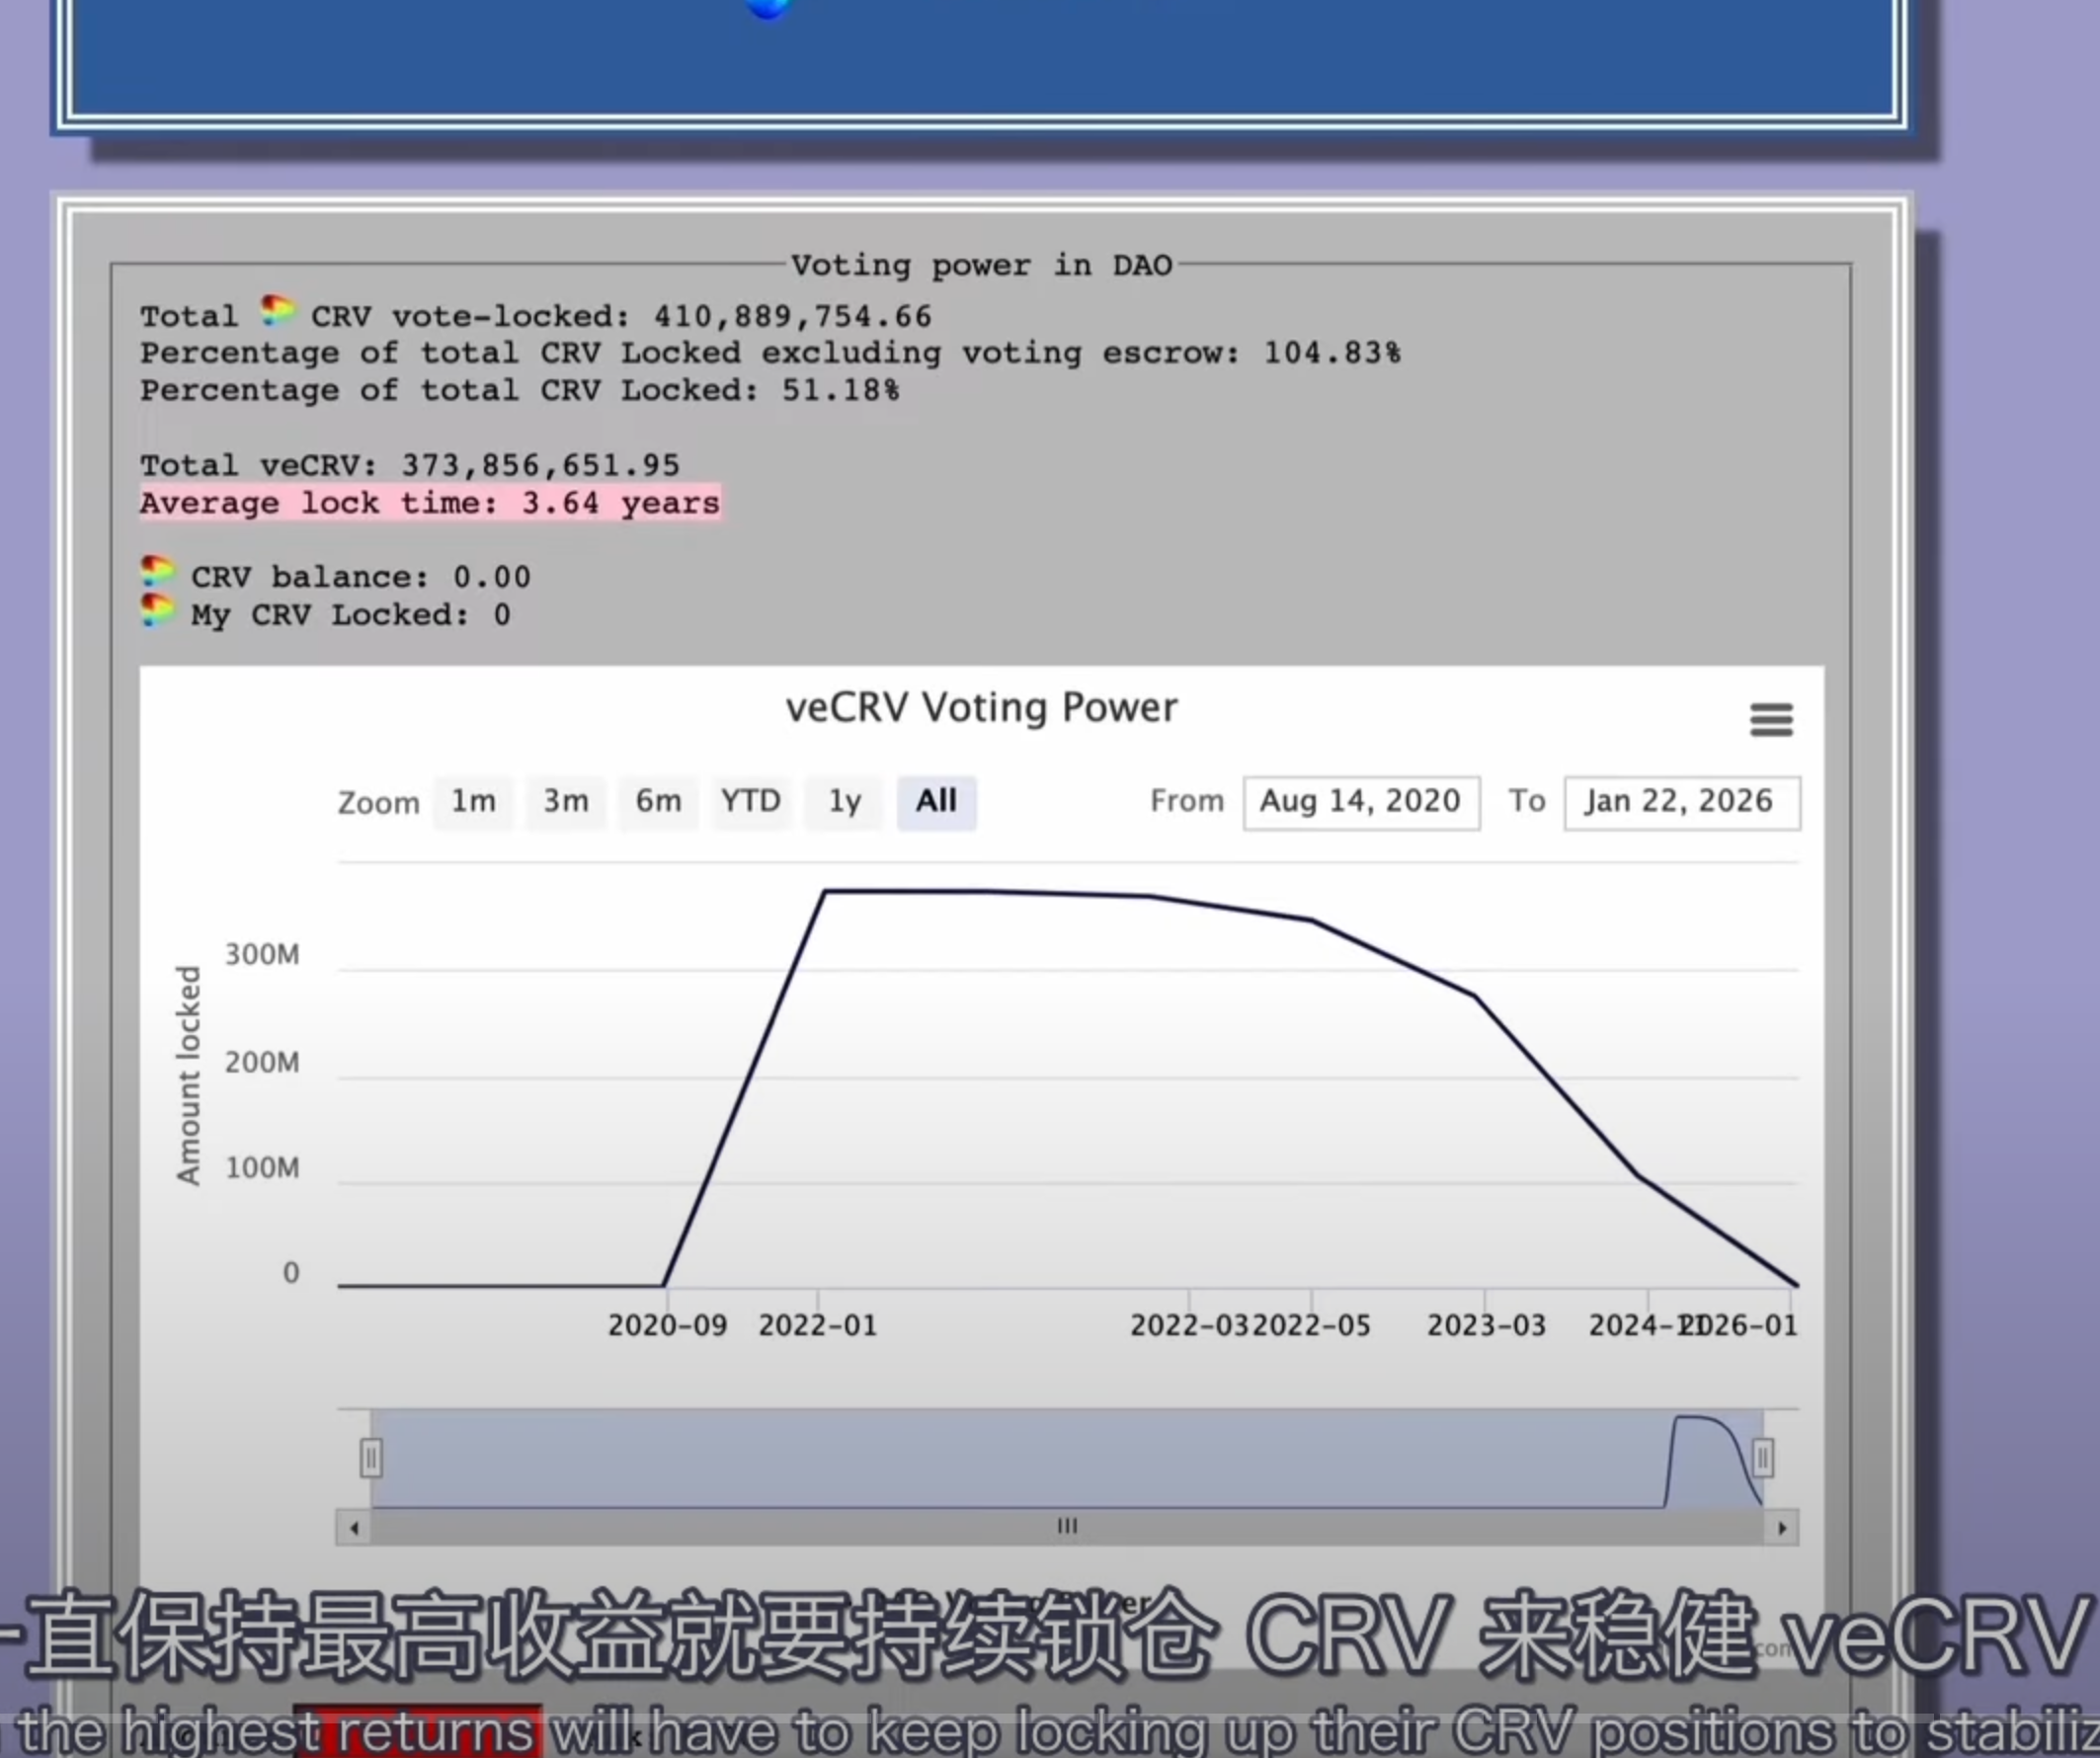 Voting power in DAO
Total CRV vote-locked: 410,889,754.66
Percentage of total CRV Locked excluding voting escrow: 104.83%
Percentage of total CRV Locked: 51.18%
Total veCRV: 373,856,651.95
Average lock time: 3.64 years
CRV balance: 0.00
My CRV Locked: 0
veCRV Voting Power
Zoom 1m 3m 6m YTD 1y All From Aug 14, 2020 To Jan 22, 2026
Amount locked
300M
200M
100M
0
2020-09 2022-01 2022-03 2022-05 2023-03 2024-11 2026-01
一直保持最高收益就要持续锁仓 CRV 来稳健 veCRV
the highest returns will have to keep locking up their CRV positions to